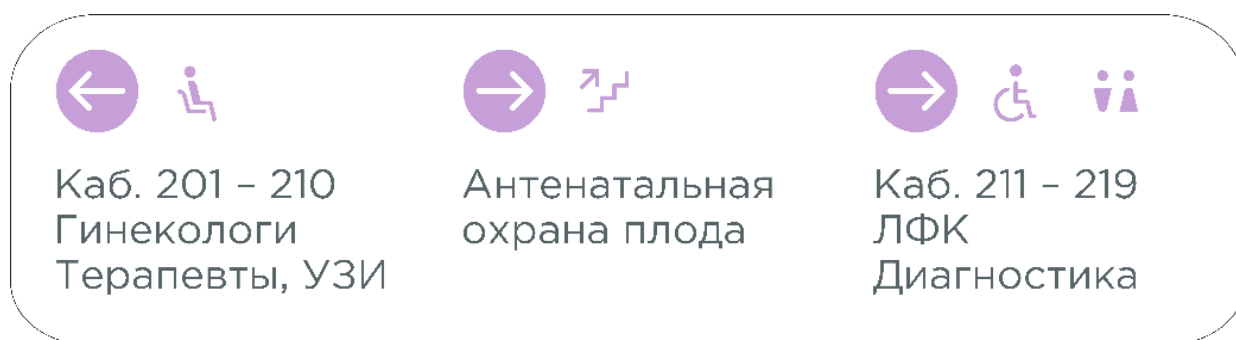 Каб. 201 – 210
Гинекологи
Терапевты, УЗИ
Антенатальная
охрана плода
Каб. 211 – 219
ЛФК
Диагностика